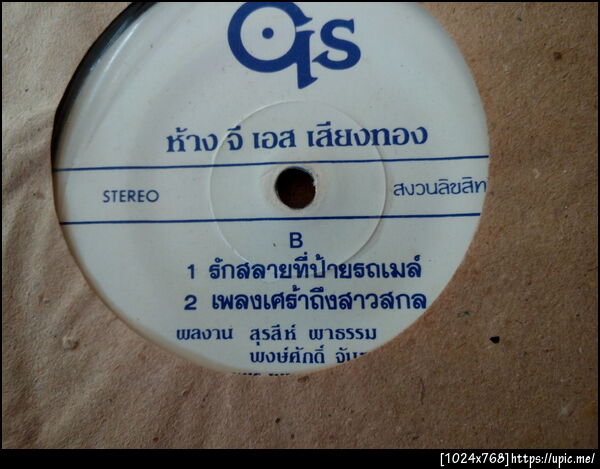 GS
ห้าง จี เอส เสียงทอง
STEREO
สงวนลิขสิท
B
1 รักสลายที่ป้ายรถเมล์
2 เพลงเศร้าถึงสาวสกล
ผลงาน สุรสีห์ ผาธรรม
พงษ์ศักดิ์
[1024x768]https://upic.me/